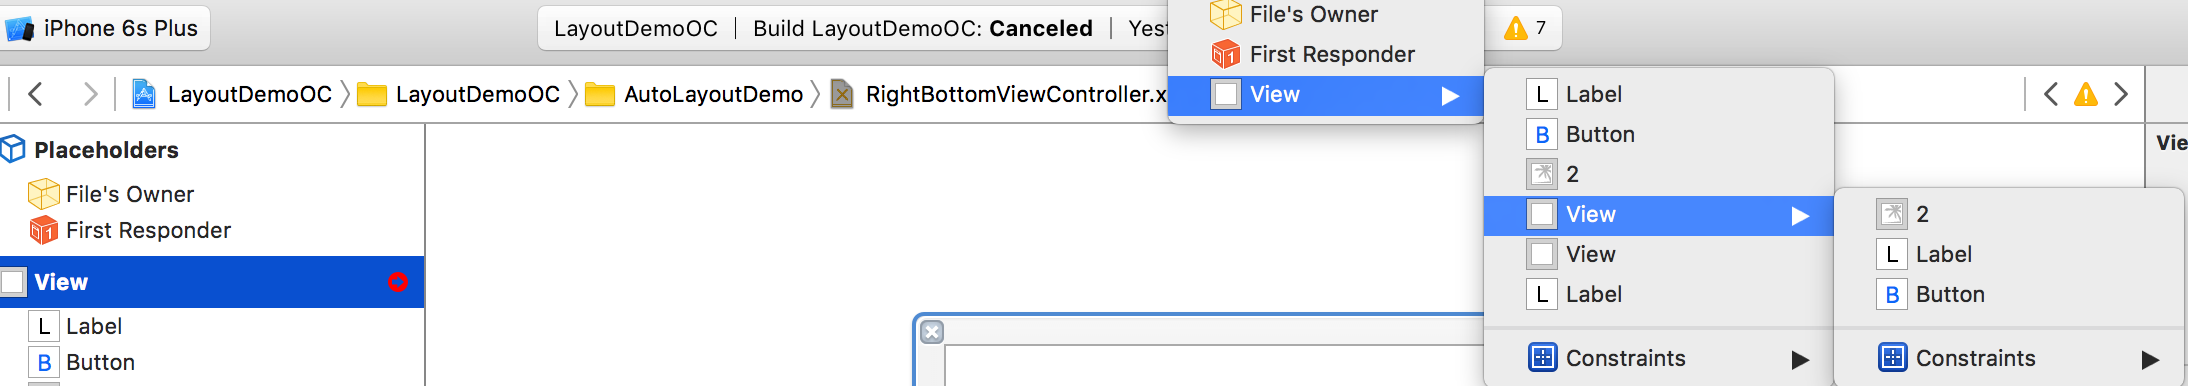 iPhone 6s Plus
LayoutDemoOC | Build LayoutDemoOC: Canceled | Yest
7
File's Owner
First Responder
View
LayoutDemoOC
LayoutDemoOC
AutoLayoutDemo
RightBottomViewController.x
Label
Button
2
View
View
Label
Constraints
2
Label
Button
Constraints
Placeholders
File's Owner
First Responder
View
Label
Button
Vie